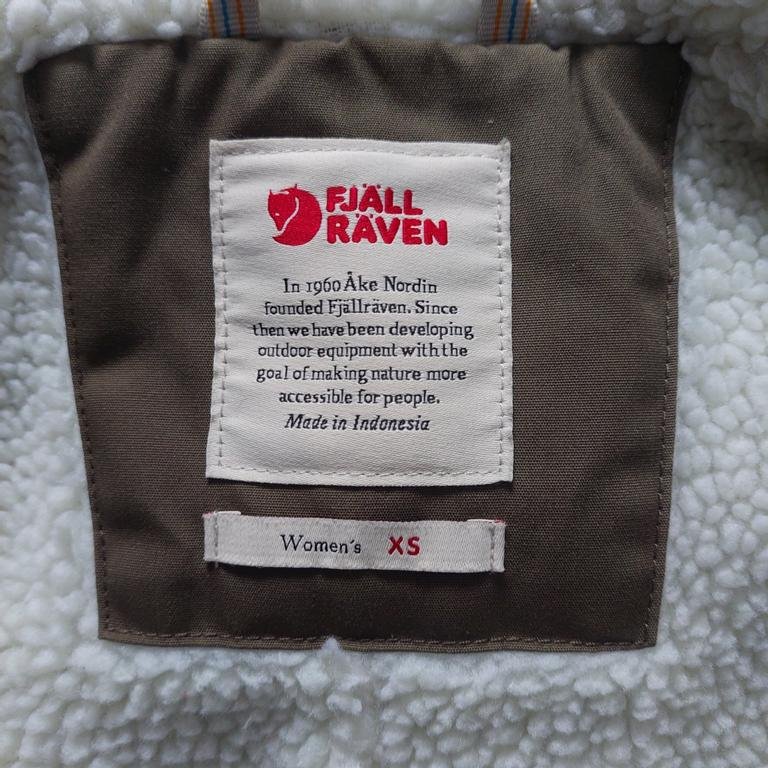 FJÄLL
RÄVEN
In 1960 Åke Nordin
founded Fjällräven. Since
then we have been developing
outdoor equipment with the
goal of making nature more
accessible for people.
Made in Indonesia
Women's XS